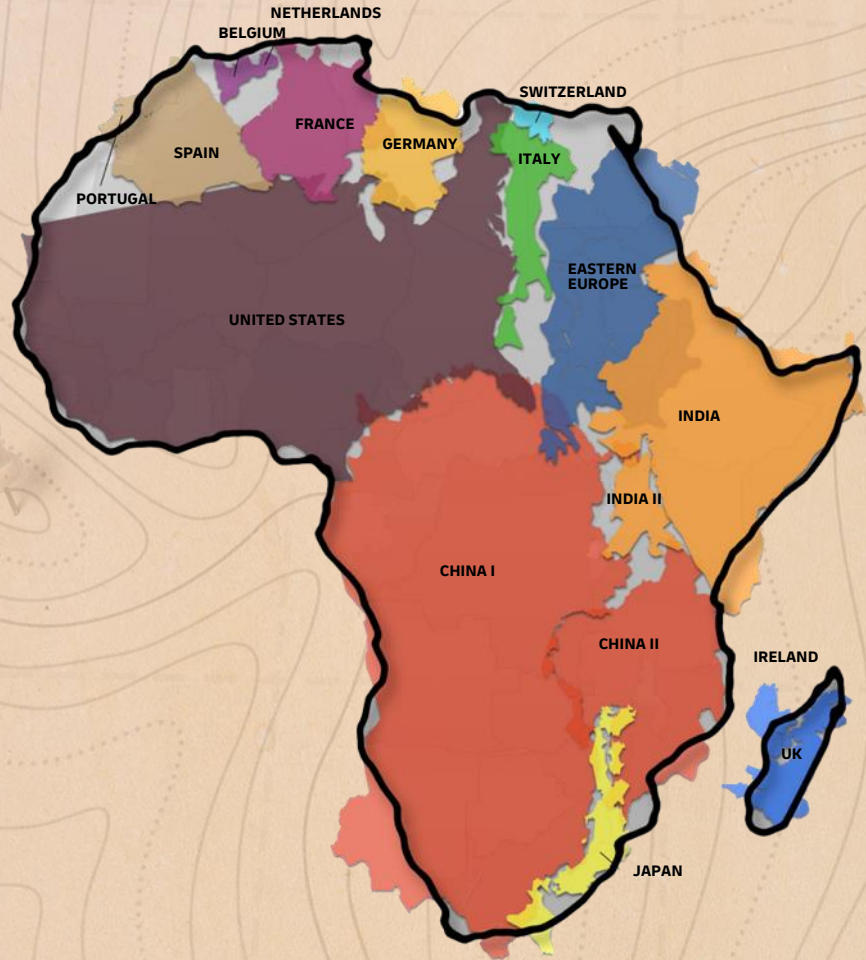 NETHERLANDS
BELGIUM
SWITZERLAND
FRANCE
GERMANY
SPAIN
ITALY
PORTUGAL
EASTERN
EUROPE
UNITED STATES
INDIA
INDIA II
CHINA I
CHINA II
IRELAND
UK
JAPAN